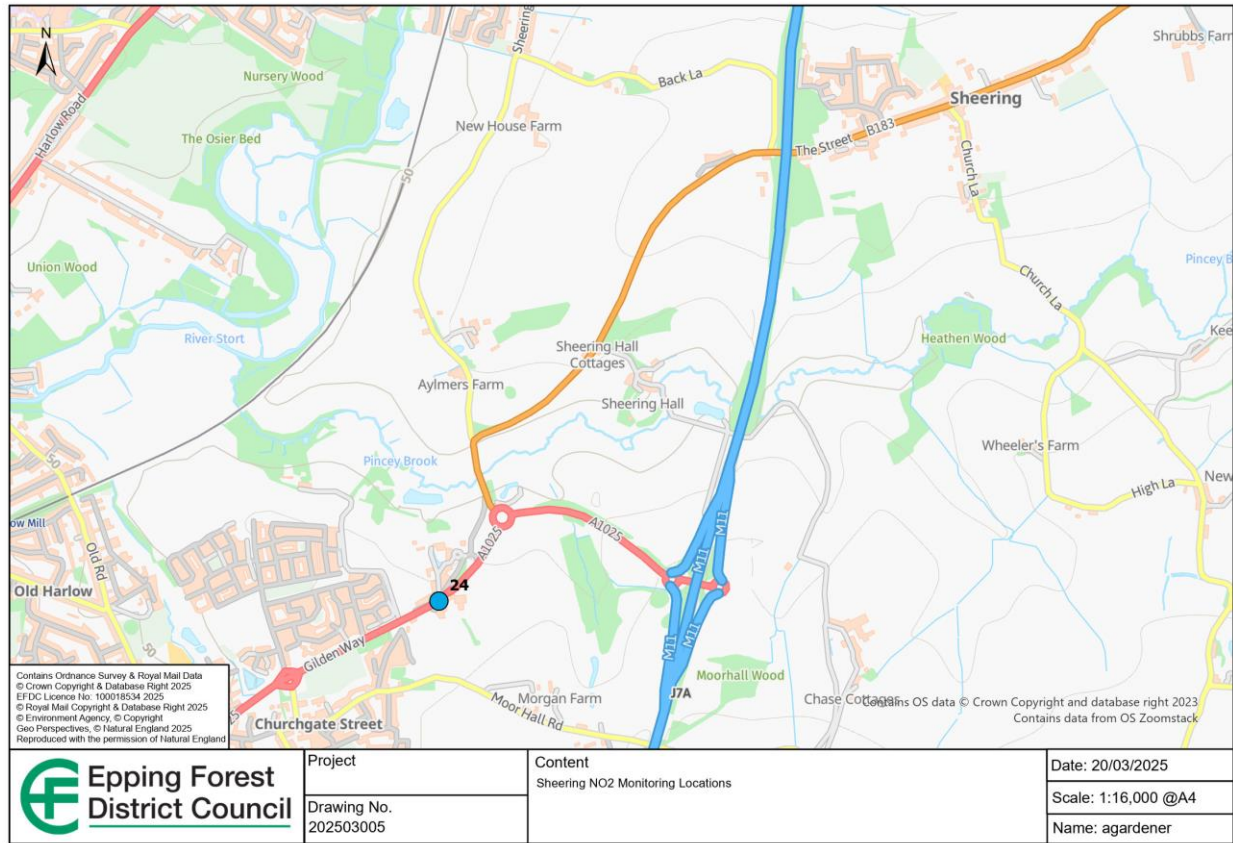 N
Nursery Wood
The Osier Bed
Harlow Road
Sheering
Back La
Shrubbs Farm
Sheering
New House Farm
The Street
B183
Church La
50
Union Wood
Church La
Pincey B
River Stort
Heathen Wood
Kee
Sheering Hall
Cottages
Aylmers Farm
Sheering Hall
Wheeler's Farm
Pincey Brook
50
High La
New
A1025
A1025
M11
M11
ow Mill
Old Rd
Old Harlow
24
Gilden Way
M11
M11
Moorhall Wood
50
J7A
Morgan Farm
Moor Hall Rd
Chase Cottages
Churchgate Street
Contains OS data © Crown Copyright and database right 2023
Contains data from OS Zoomstack
Contains Ordnance Survey & Royal Mail Data
© Crown Copyright & Database Right 2025
EFDC Licence No: 100018534 2025
© Royal Mail Copyright & Database Right 2025
© Environment Agency, © Copyright
Geo Perspectives, © Natural England 2025
Reproduced with the permission of Natural England
Epping Forest
District Council
Project
Drawing No.
202503005
Content
Sheering NO2 Monitoring Locations
Date: 20/03/2025
Scale: 1:16,000 @A4
Name: agardener